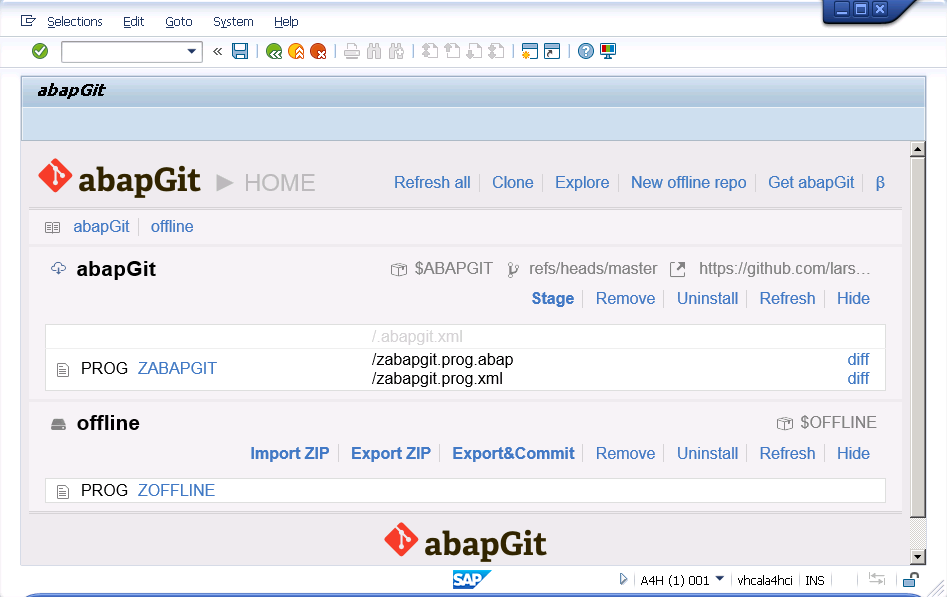 Selections Edit Goto System Help
«
abapGit
abapGit HOME Refresh all Clone Explore New offline repo Get abapGit β
abapGit offline
abapGit $ABAPGIT refs/heads/master https://github.com/lars...
Stage Remove Uninstall Refresh Hide
/.abapgit.xml
PROG ZABAPGIT /zabapgit.prog.abap diff
/zabapgit.prog.xml diff
offline $OFFLINE
Import ZIP Export ZIP Export&Commit Remove Uninstall Refresh Hide
PROG ZOFFLINE
abapGit
SAP A4H (1) 001 vhcala4hci INS